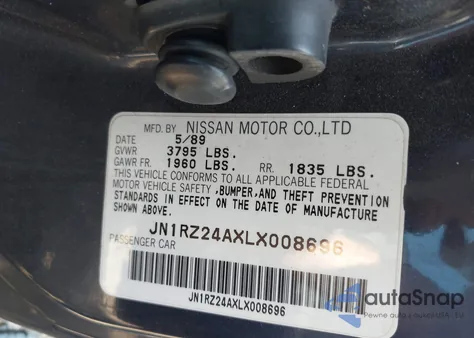 MFD. BY NISSAN MOTOR CO.,LTD
DATE 5/89
GVWR 3795 LBS.
GAWR FR. 1960 LBS. RR. 1835 LBS.
THIS VEHICLE CONFORMS TO ALL APPLICABLE FEDERAL
MOTOR VEHICLE SAFETY ,BUMPER, AND THEFT PREVENTION
STANDARDS IN EFFECT ON THE DATE OF MANUFACTURE
SHOWN ABOVE.
JN1RZ24AXLX008696
PASSENGER CAR
JN1RZ24AXLX008696
autoSnap